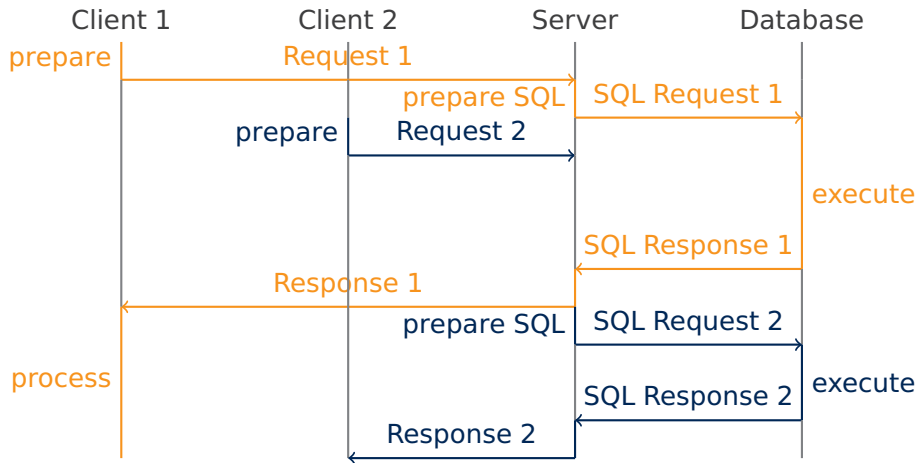 Client 1
Client 2
Server
Database
prepare
Request 1
prepare SQL
SQL Request 1
prepare
Request 2
execute
SQL Response 1
Response 1
prepare SQL
SQL Request 2
process
execute
SQL Response 2
Response 2